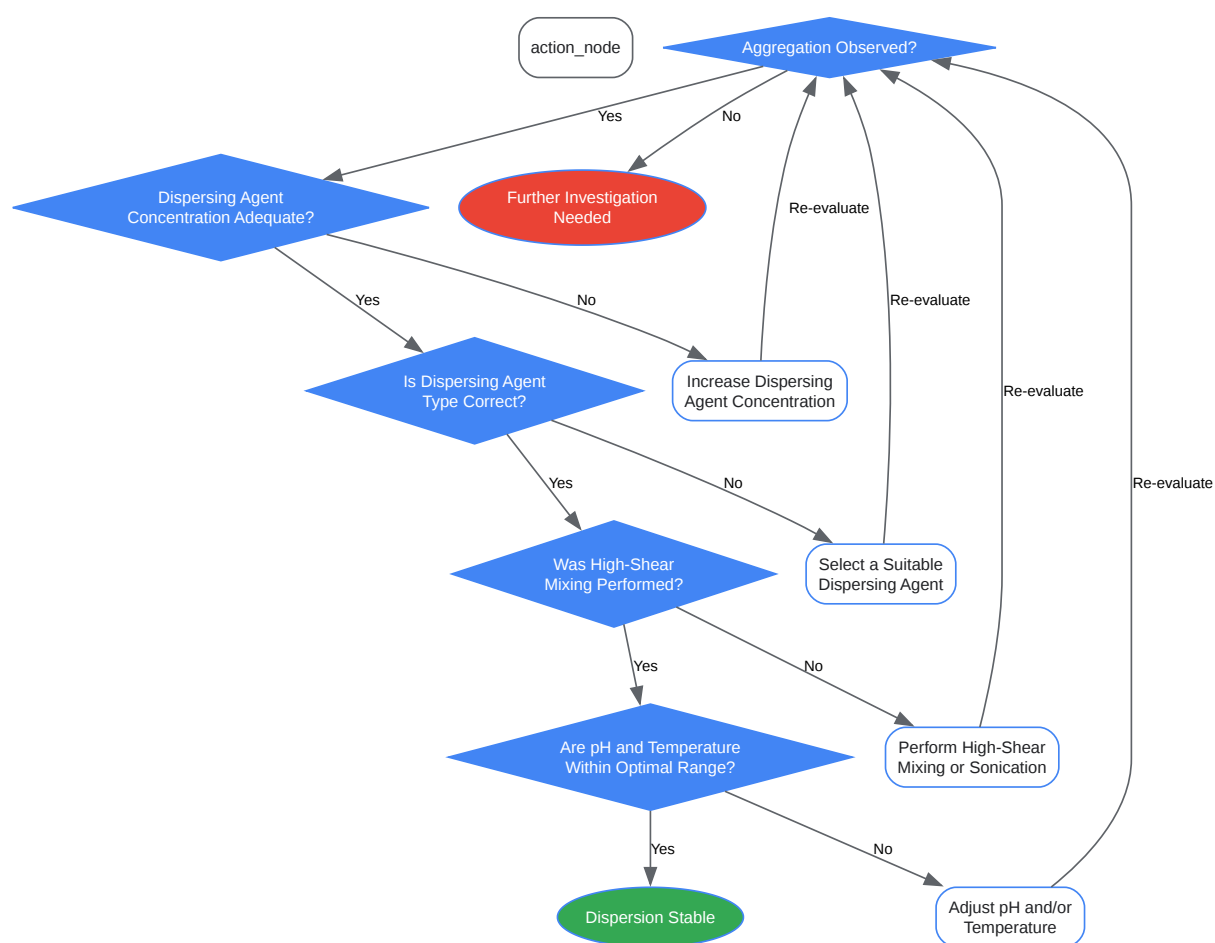 action_node
Aggregation Observed?
Yes
No
Dispersing Agent
Concentration Adequate?
Further Investigation
Needed
Re-evaluate
Yes
No
Re-evaluate
Is Dispersing Agent
Type Correct?
Increase Dispersing
Agent Concentration
Re-evaluate
Yes
No
Re-evaluate
Was High-Shear
Mixing Performed?
Select a Suitable
Dispersing Agent
Yes
No
Are pH and Temperature
Within Optimal Range?
Perform High-Shear
Mixing or Sonication
Yes
No
Dispersion Stable
Adjust pH and/or
Temperature